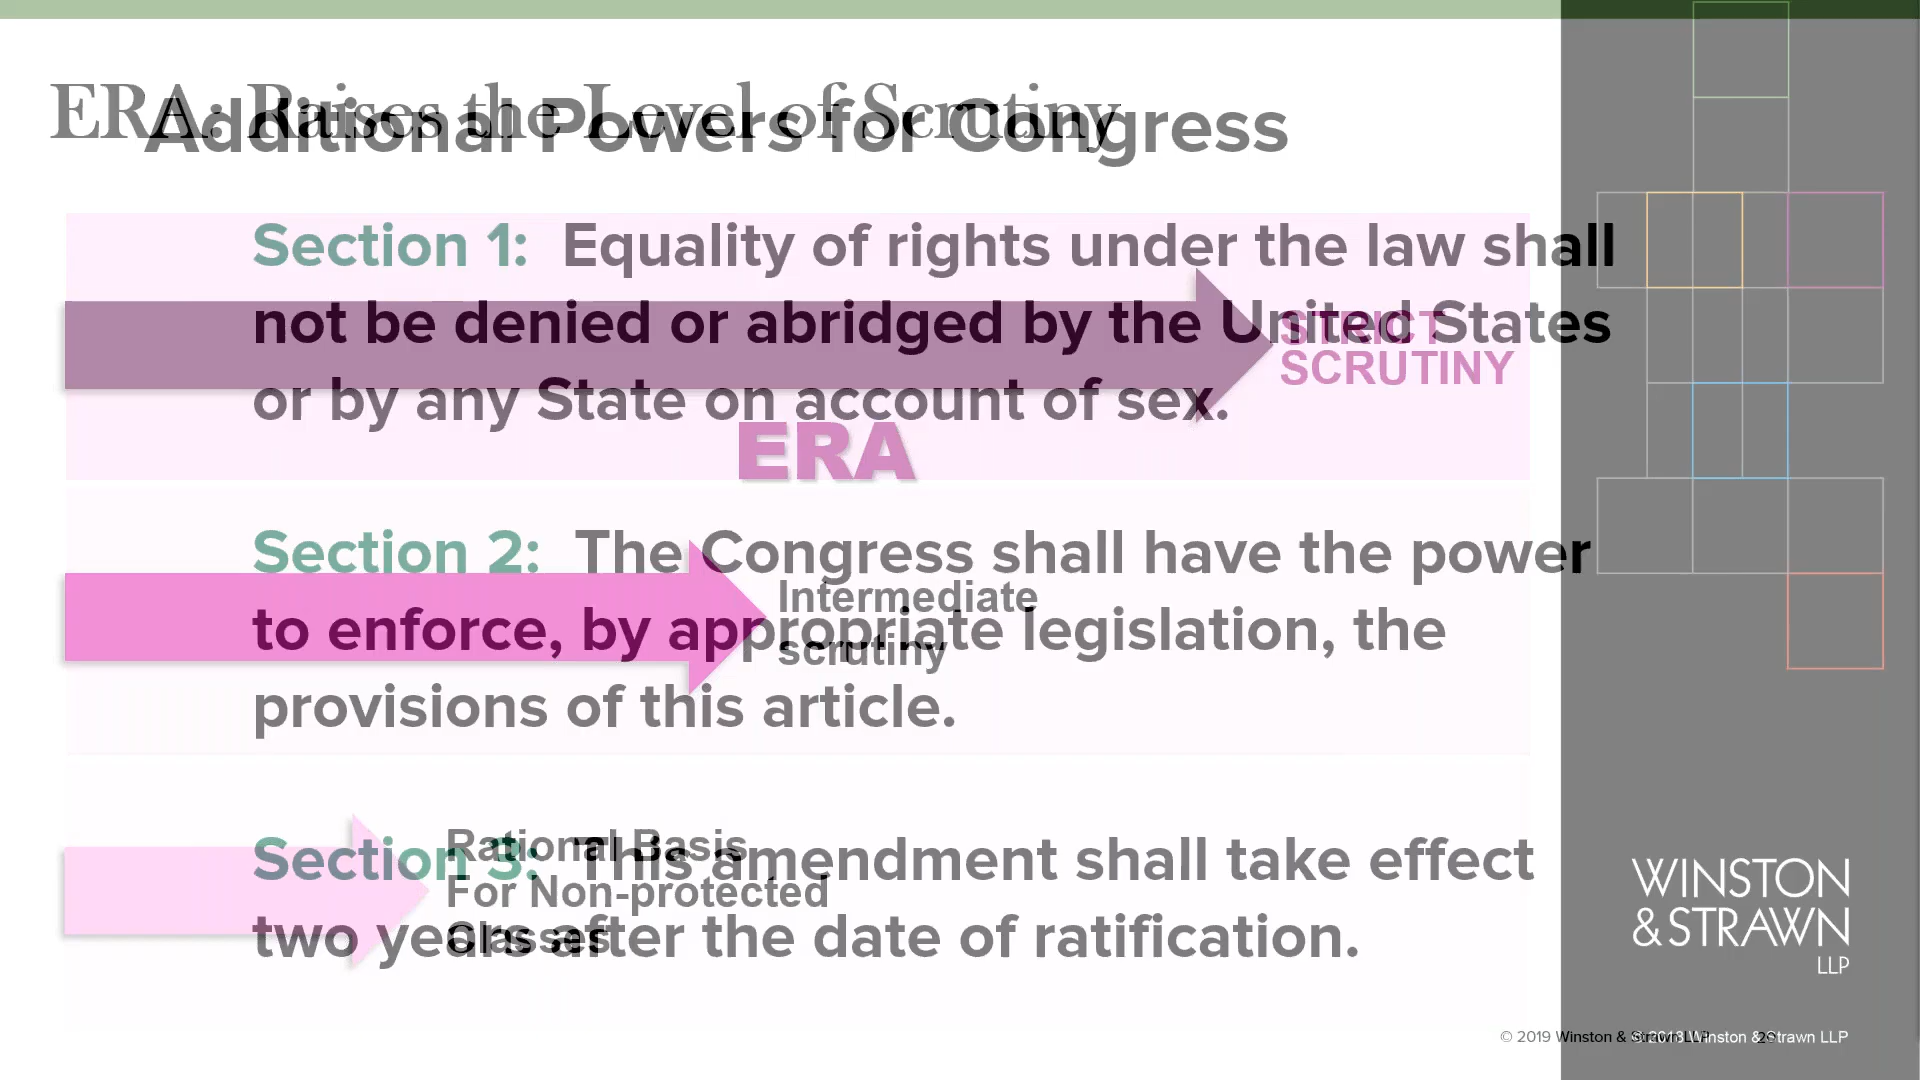 ERA: Raises the Level of Scrutiny
Additional Powers for Congress
Section 1: Equality of rights under the law shall
not be denied or abridged by the United States
or by any State on account of sex.
STRICT
SCRUTINY
ERA
Section 2: The Congress shall have the power
to enforce, by appropriate legislation, the
provisions of this article.
Intermediate
scrutiny
Section 3: This amendment shall take effect
two years after the date of ratification.
Rational Basis
For Non-protected
Classes
WINSTON
& STRAWN
LLP
© 2019 Winston & Strawn LLP
© 2018 Winston & Strawn LLP